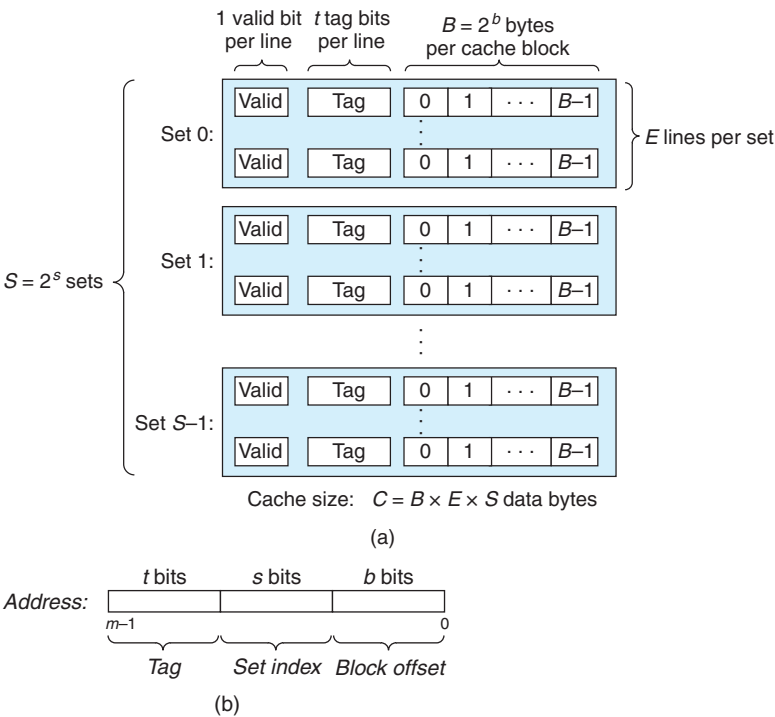 1 valid bit
per line
t tag bits
per line
B = 2^b bytes
per cache block
Valid Tag 0 1 · · · B–1
Set 0:
Valid Tag 0 1 · · · B–1
E lines per set
Valid Tag 0 1 · · · B–1
Set 1:
Valid Tag 0 1 · · · B–1
S = 2^s sets
Valid Tag 0 1 · · · B–1
Set S–1:
Valid Tag 0 1 · · · B–1
Cache size: C = B × E × S data bytes
(a)
t bits s bits b bits
Address:
m–1 0
Tag Set index Block offset
(b)